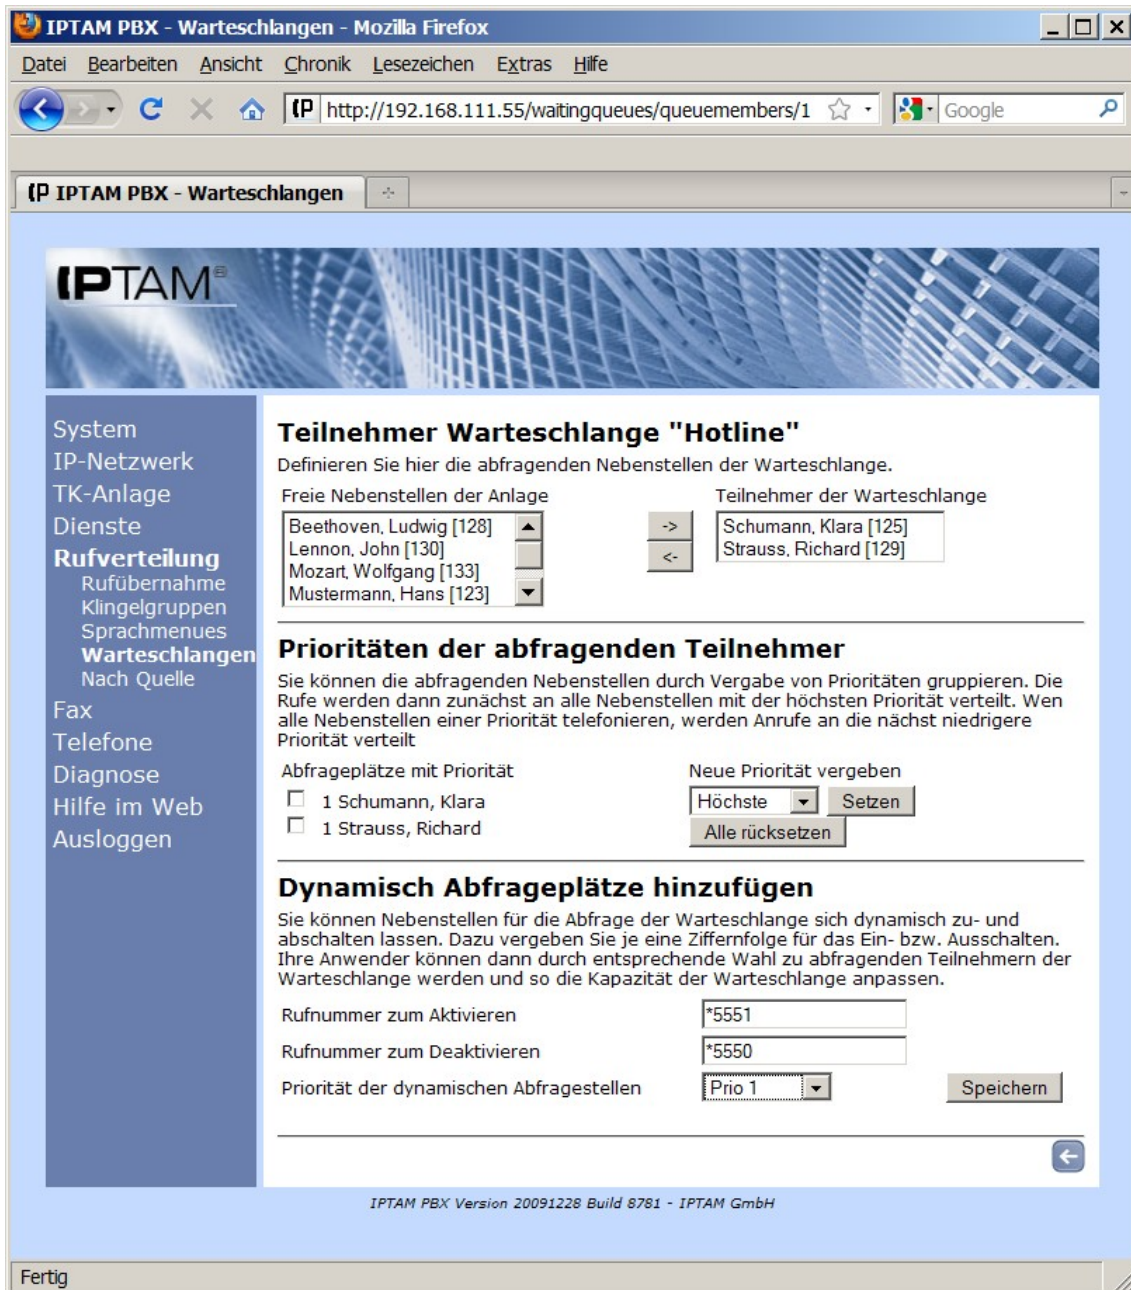 IPTAM PBX - Warteschlangen - Mozilla Firefox
Datei Bearbeiten Ansicht Chronik Lesezeichen Extras Hilfe
(P http://192.168.111.55/waitingqueues/queuemembers/1 Google
(P IPTAM PBX - Warteschlangen
IPTAM®
System
IP-Netzwerk
TK-Anlage
Dienste
Rufverteilung
Rufübernahme
Klingelgruppen
Sprachmenues
Warteschlangen
Nach Quelle
Fax
Telefone
Diagnose
Hilfe im Web
Ausloggen
Teilnehmer Warteschlange "Hotline"
Definieren Sie hier die abfragenden Nebenstellen der Warteschlange.
Freie Nebenstellen der Anlage
Beethoven, Ludwig [128]
Lennon, John [130]
Mozart, Wolfgang [133]
Mustermann, Hans [123]
->
<-
Teilnehmer der Warteschlange
Schumann, Klara [125]
Strauss, Richard [129]
Prioritäten der abfragenden Teilnehmer
Sie können die abfragenden Nebenstellen durch Vergabe von Prioritäten gruppieren. Die
Rufe werden dann zunächst an alle Nebenstellen mit der höchsten Priorität verteilt. Wen
alle Nebenstellen einer Priorität telefonieren, werden Anrufe an die nächst niedrigere
Priorität verteilt
Abfrageplätze mit Priorität
1 Schumann, Klara
1 Strauss, Richard
Neue Priorität vergeben
Höchste Setzen
Alle rücksetzen
Dynamisch Abfrageplätze hinzufügen
Sie können Nebenstellen für die Abfrage der Warteschlange sich dynamisch zu- und
abschalten lassen. Dazu vergeben Sie je eine Ziffernfolge für das Ein- bzw. Ausschalten.
Ihre Anwender können dann durch entsprechende Wahl zu abfragenden Teilnehmern der
Warteschlange werden und so die Kapazität der Warteschlange anpassen.
Rufnummer zum Aktivieren *5551
Rufnummer zum Deaktivieren *5550
Priorität der dynamischen Abfragestellen Prio 1 Speichern
IPTAM PBX Version 20091228 Build 8781 - IPTAM GmbH
Fertig